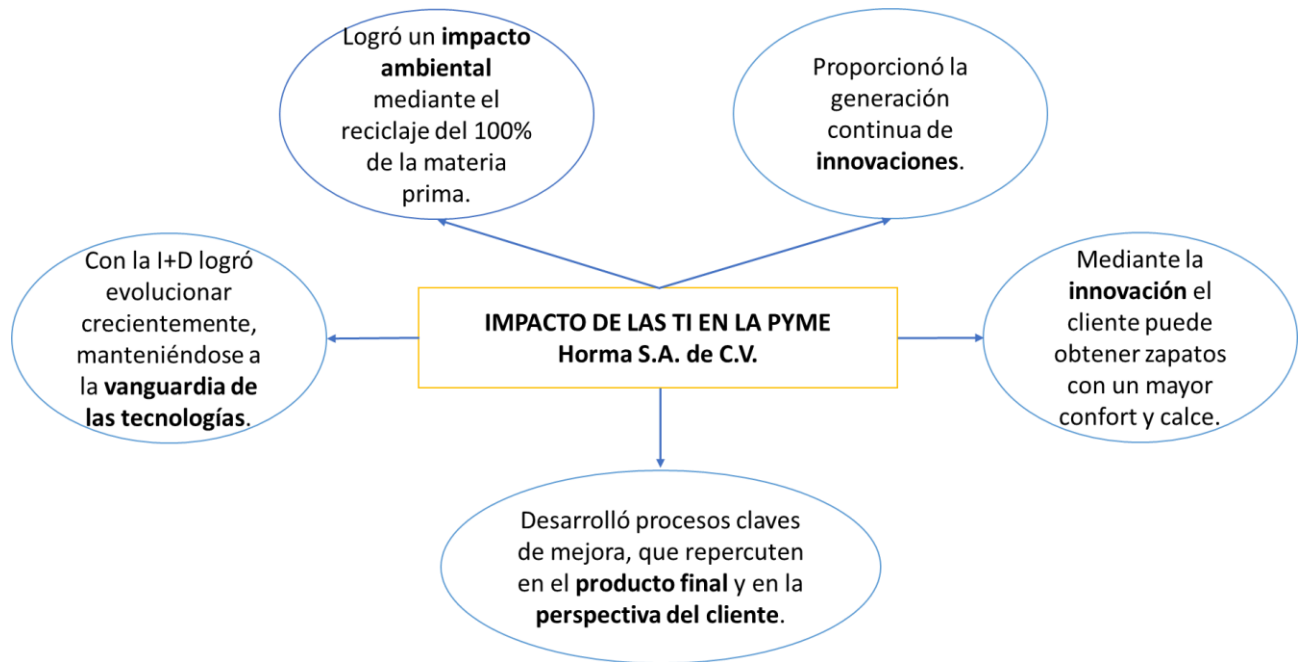 Logró un impacto
ambiental
mediante el
reciclaje del 100%
de la materia
prima.
Proporcionó la
generación
continua de
innovaciones.
Con la I+D logró
evolucionar
crecientemente,
manteniéndose a
la vanguardia de
las tecnologías.
IMPACTO DE LAS TI EN LA PYME
Horma S.A. de C.V.
Mediante la
innovación el
cliente puede
obtener zapatos
con un mayor
confort y calce.
Desarrolló procesos claves
de mejora, que repercuten
en el producto final y en la
perspectiva del cliente.